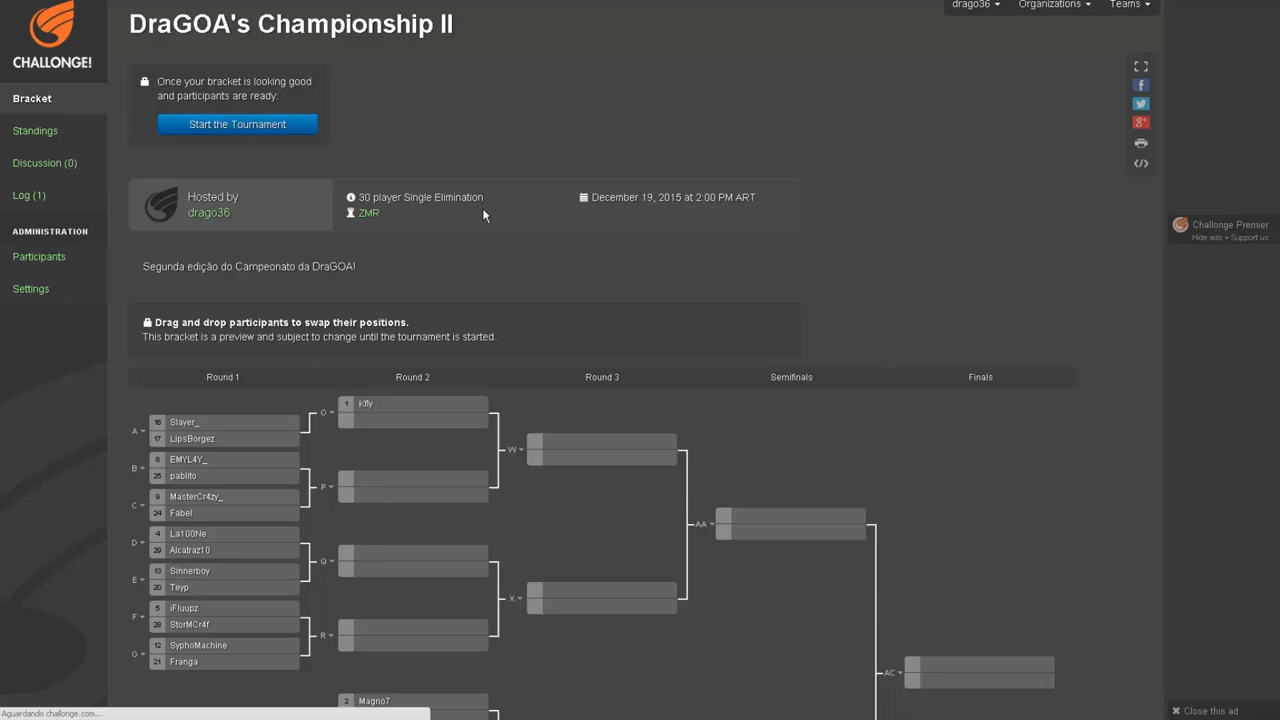 DraGOA's Championship II
drago36
Organizations
Teams
CHALLONGE!
Once your bracket is looking good
and participants are ready:
Start the Tournament
Bracket
Standings
Discussion (0)
Log (1)
ADMINISTRATION
Participants
Settings
Hosted by
drago36
30 player Single Elimination
ZMR
December 19, 2015 at 2:00 PM ART
Challonge Premier
Hide ads + Support us
Segunda edição do Campeonato da DraGOA!
Drag and drop participants to swap their positions.
This bracket is a preview and subject to change until the tournament is started.
Round 1 Round 2 Round 3 Semifinals Finals
A
16 Slayer_
17 LipsBorgez
B
8 EMYL4Y_
25 pablito
C
9 MasterCr4zy_
24 Fabel
D
4 La100Ne
29 Alcatraz10
E
13 Sinnerboy
20 Teyp
F
5 iFluupz
28 StorMCr4f
G
12 SyphoMachine
21 Franga
O
1 Kfly
P
Q
R
2 Magno7
W
X
AA
AC
Aguardando challonge.com...
Close this ad